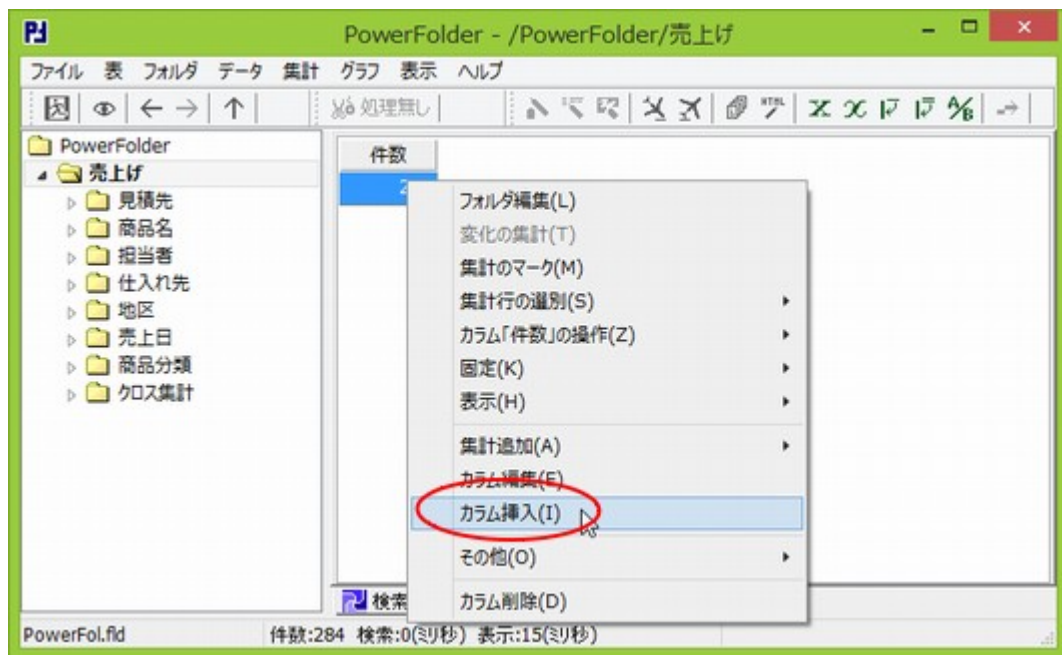 PowerFolder - /PowerFolder/売上げ
ファイル 表 フォルダ データ 集計 グラフ 表示 ヘルプ
処理無し
PowerFolder
売上げ
見積先
商品名
担当者
仕入れ先
地区
売上日
商品分類
クロス集計
件数
2
フォルダ編集(L)
変化の集計(T)
集計のマーク(M)
集計行の選別(S)
カラム「件数」の操作(Z)
固定(K)
表示(H)
集計追加(A)
カラム編集(E)
カラム挿入(I)
その他(O)
カラム削除(D)
検索
PowerFol.fld 件数:284 検索:0(ミリ秒) 表示:15(ミリ秒)